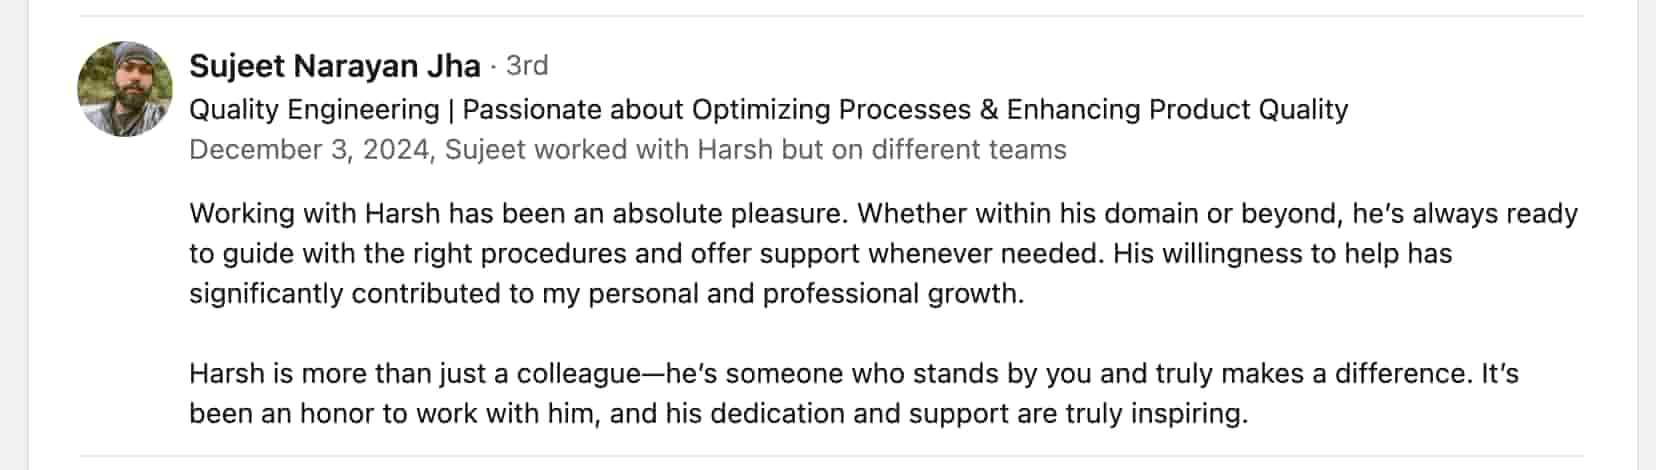 Sujeet Narayan Jha · 3rd
Quality Engineering | Passionate about Optimizing Processes & Enhancing Product Quality
December 3, 2024, Sujeet worked with Harsh but on different teams
Working with Harsh has been an absolute pleasure. Whether within his domain or beyond, he’s always ready
to guide with the right procedures and offer support whenever needed. His willingness to help has
significantly contributed to my personal and professional growth.
Harsh is more than just a colleague—he’s someone who stands by you and truly makes a difference. It’s
been an honor to work with him, and his dedication and support are truly inspiring.